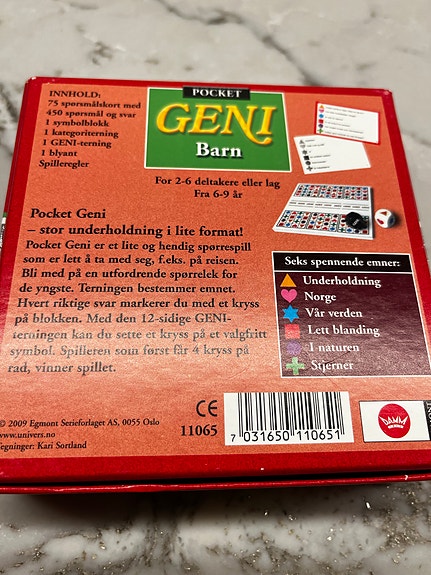 POCKET
GENI
Barn
INNHOLD:
75 spørsmålskort med
450 spørsmål og svar
1 symbolblokk
1 kategoriterning
1 GENI-terning
1 blyant
Spilleregler
For 2-6 deltakere eller lag
Fra 6-9 år
Pocket Geni
– stor underholdning i lite format!
Pocket Geni er et lite og hendig spørrespill
som er lett å ta med seg, f.eks. på reisen.
Bli med på en utfordrende spørrelek for
de yngste. Terningen bestemmer emnet.
Hvert riktige svar markerer du med et kryss
på blokken. Med den 12-sidige GENI-
terningen kan du sette et kryss på et valgfritt
symbol. Spilleren som først får 4 kryss på
rad, vinner spillet.
Seks spennende emner:
Underholdning
Norge
Vår verden
Lett blanding
I naturen
Stjerner
© 2009 Egmont Serieforlaget AS, 0055 Oslo
www.univers.no
Tegninger: Kari Sortland
CE
11065
7 031650 110651
DAMM